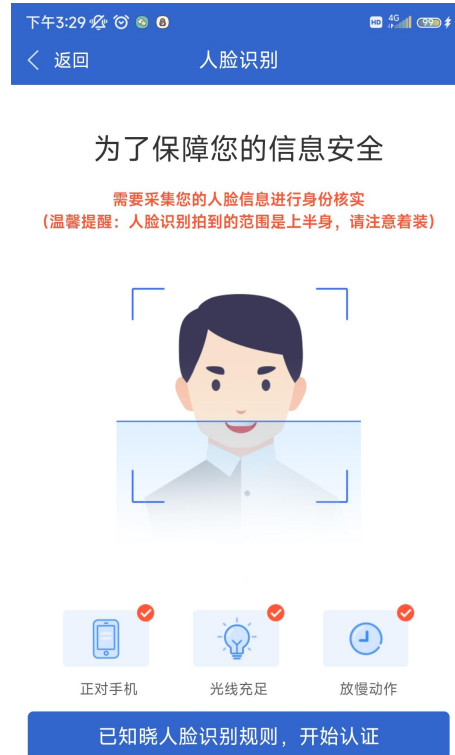 下午3:29
HD 4G 99
返回 人脸识别
为了保障您的信息安全
需要采集您的人脸信息进行身份核实
(温馨提醒：人脸识别拍到的范围是上半身，请注意着装)
正对手机 光线充足 放慢动作
已知晓人脸识别规则，开始认证